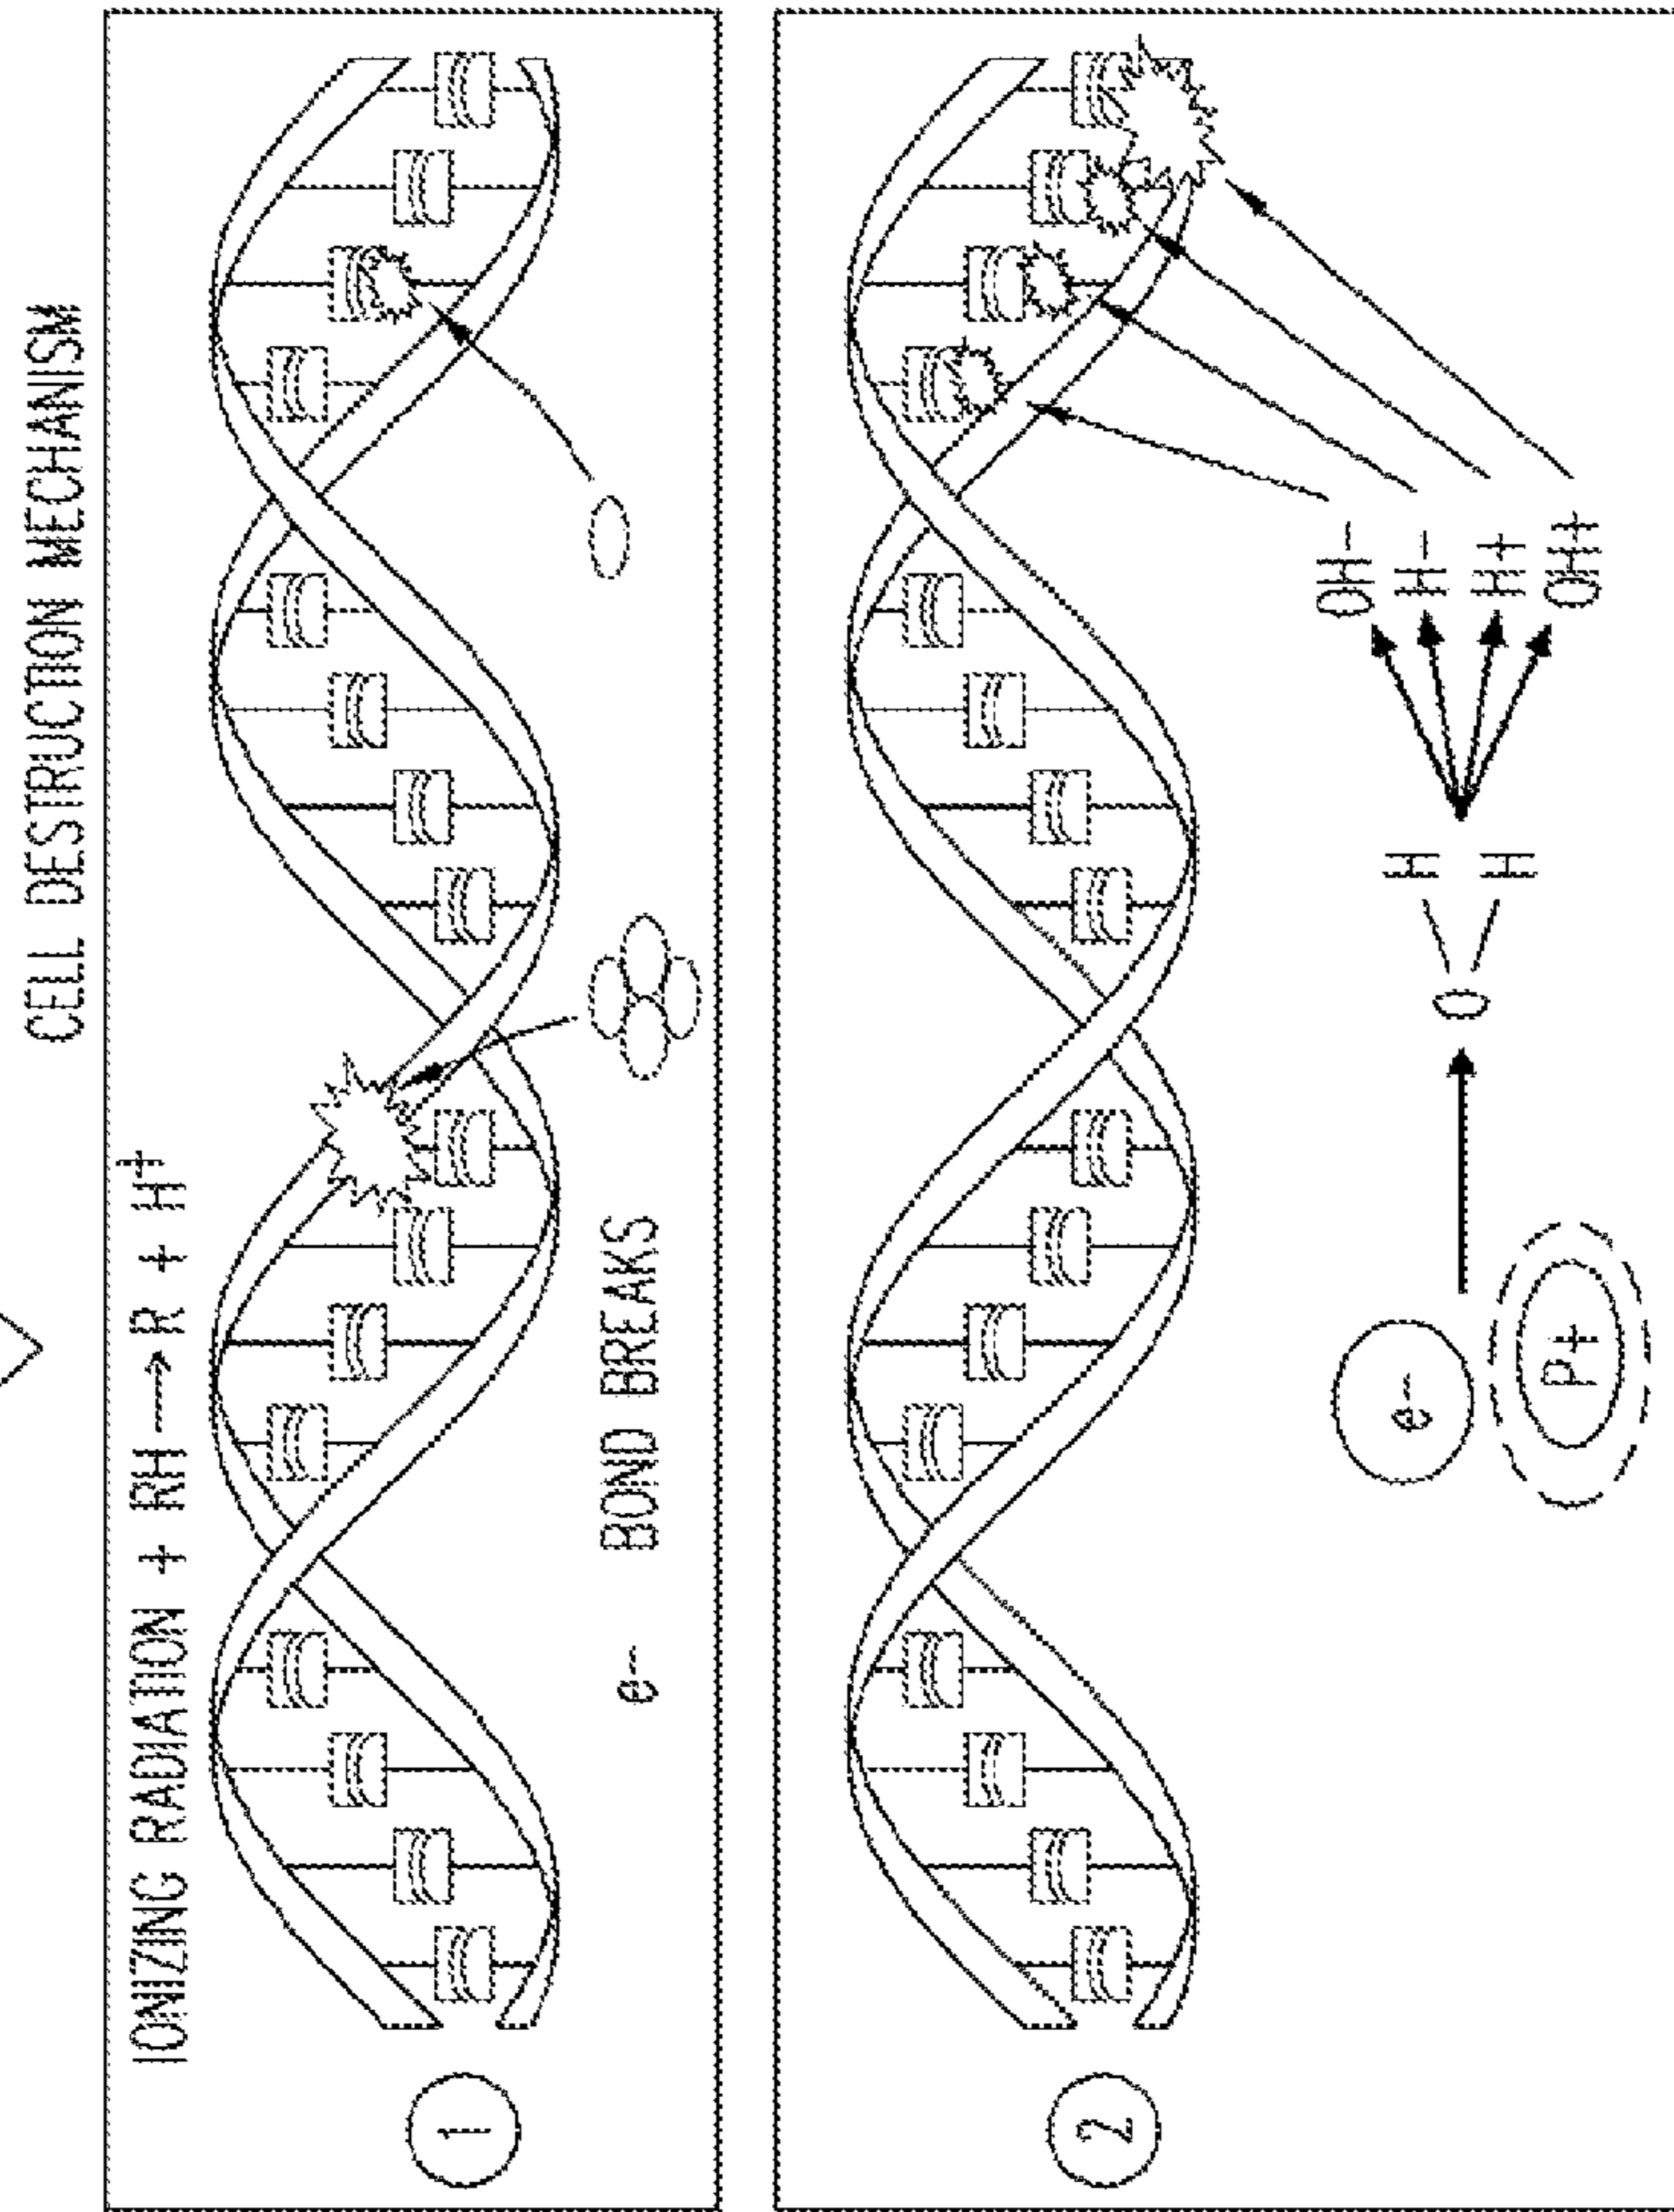 CELL DESTRUCTION MECHANISM
IONIZING RADIATION + RH → R + H+
1
e- BOND BREAKS
2
e-
P+
O
H
H
OH-
H-
H+
OH+